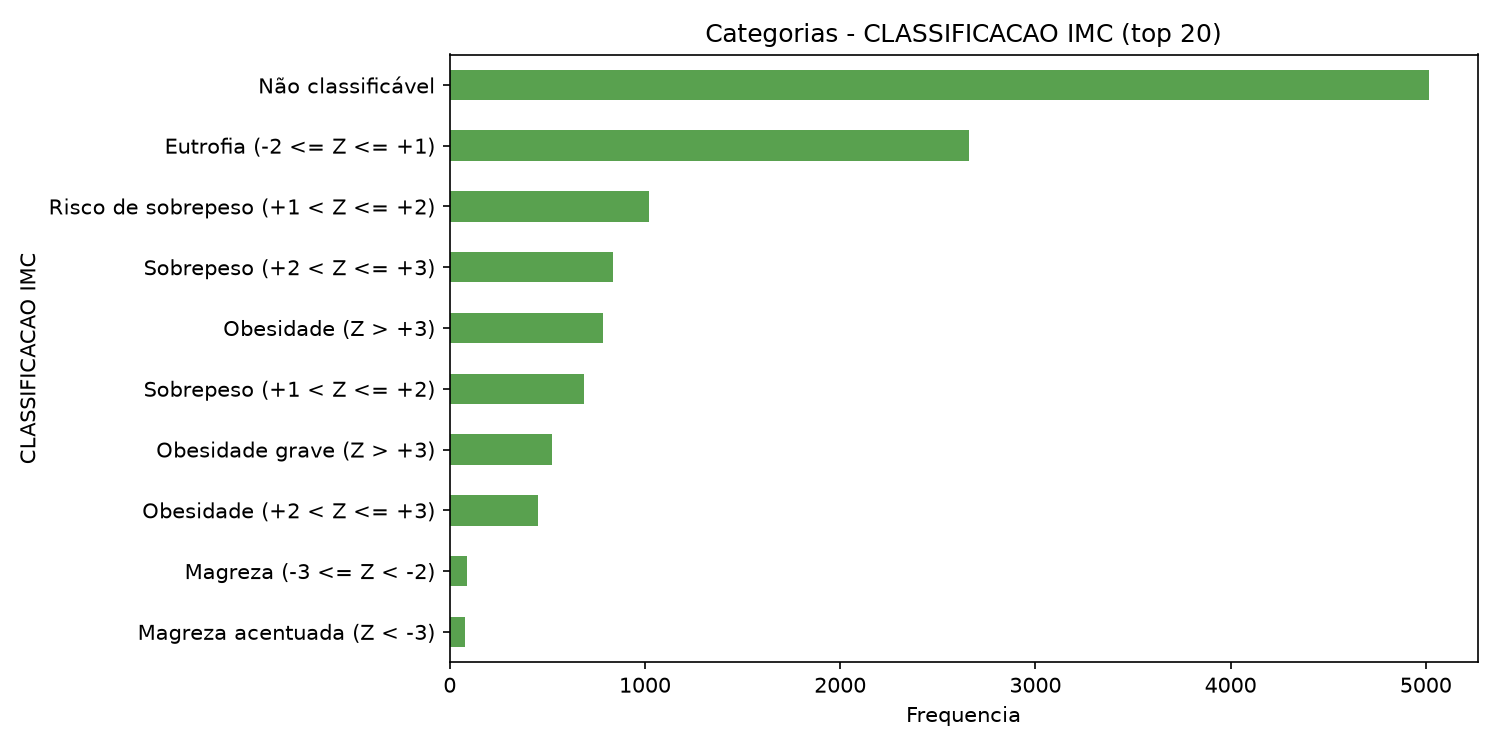 Categorias - CLASSIFICACAO IMC (top 20)
Não classificável
Eutrofia (-2 <= Z <= +1)
Risco de sobrepeso (+1 < Z <= +2)
Sobrepeso (+2 < Z <= +3)
Obesidade (Z > +3)
Sobrepeso (+1 < Z <= +2)
Obesidade grave (Z > +3)
Obesidade (+2 < Z <= +3)
Magreza (-3 <= Z < -2)
Magreza acentuada (Z < -3)
CLASSIFICACAO IMC
0 1000 2000 3000 4000 5000
Frequencia